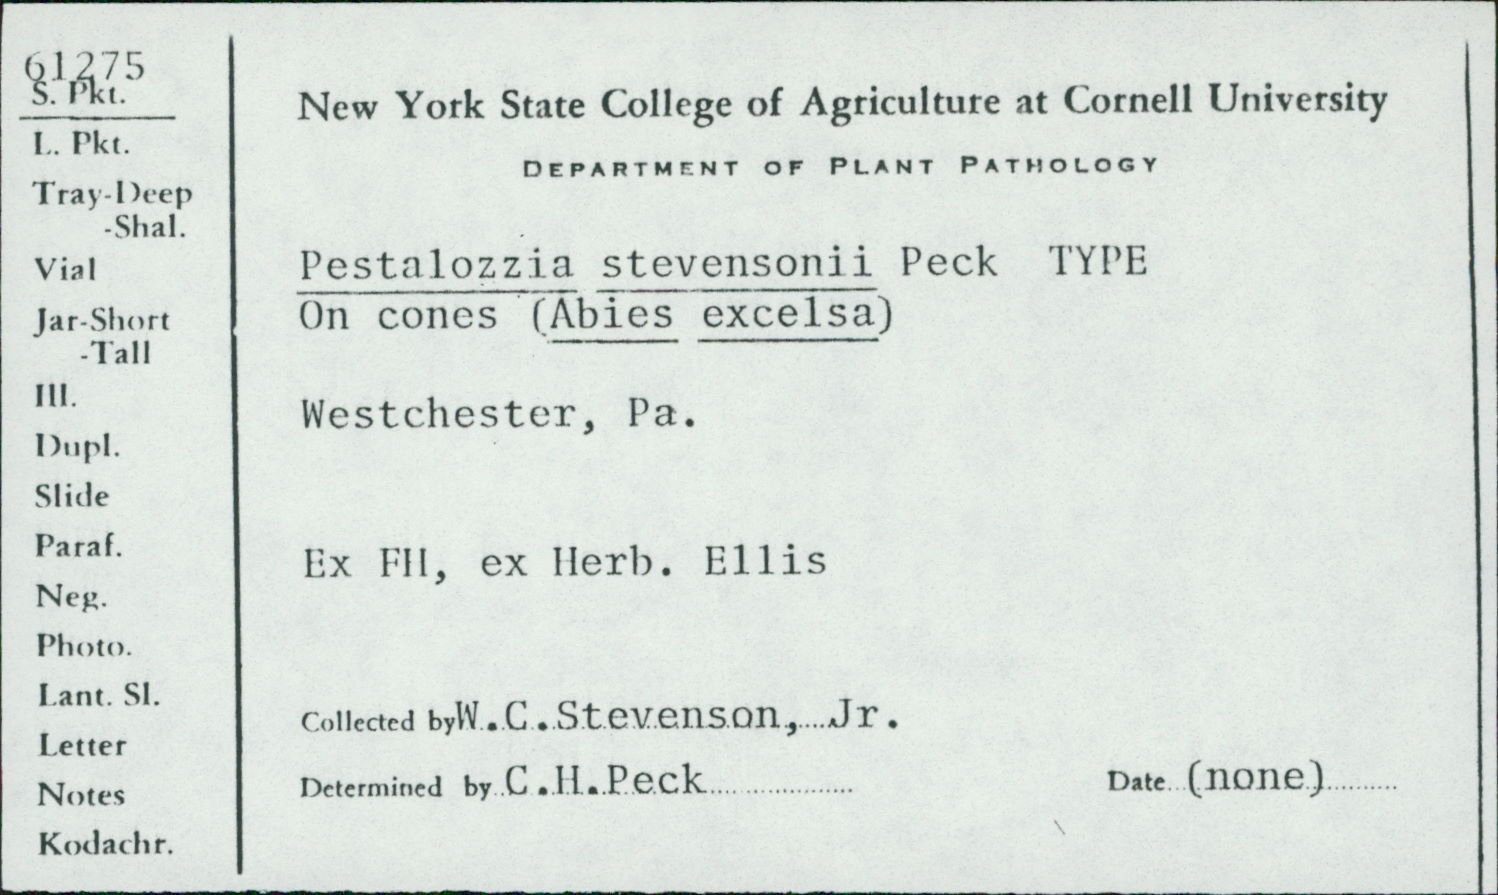 61275
S. Pkt.
L. Pkt.
Tray-Deep
-Shal.
Vial
Jar-Short
-Tall
Ill.
Dupl.
Slide
Paraf.
Neg.
Photo.
Lant. Sl.
Letter
Notes
Kodachr.
New York State College of Agriculture at Cornell University
DEPARTMENT OF PLANT PATHOLOGY
Pestalozzia stevensonii Peck TYPE
On cones (Abies excelsa)
Westchester, Pa.
Ex FH, ex Herb. Ellis
Collected by W.C.Stevenson, Jr.
Determined by C.H.Peck
Date (none)